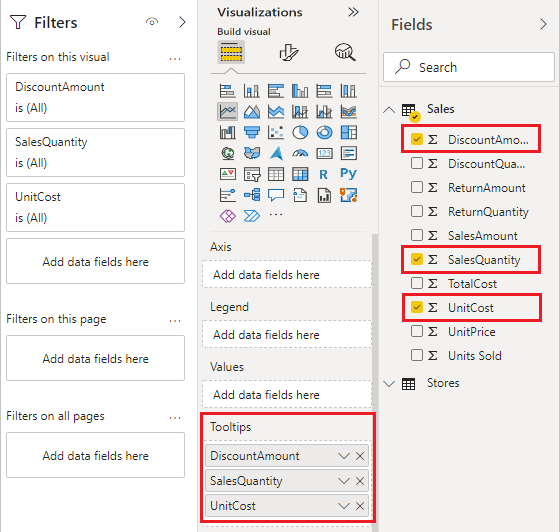 Filters
Filters on this visual
DiscountAmount
is (All)
SalesQuantity
is (All)
UnitCost
is (All)
Add data fields here
Filters on this page
Add data fields here
Filters on all pages
Add data fields here
Visualizations
Build visual
123
R
Py
Axis
Add data fields here
Legend
Add data fields here
Values
Add data fields here
Tooltips
DiscountAmount
SalesQuantity
UnitCost
Fields
Search
Sales
Σ DiscountAmo...
Σ DiscountQua...
Σ ReturnAmount
Σ ReturnQuantity
Σ SalesAmount
Σ SalesQuantity
Σ TotalCost
Σ UnitCost
Σ UnitPrice
Σ Units Sold
Stores